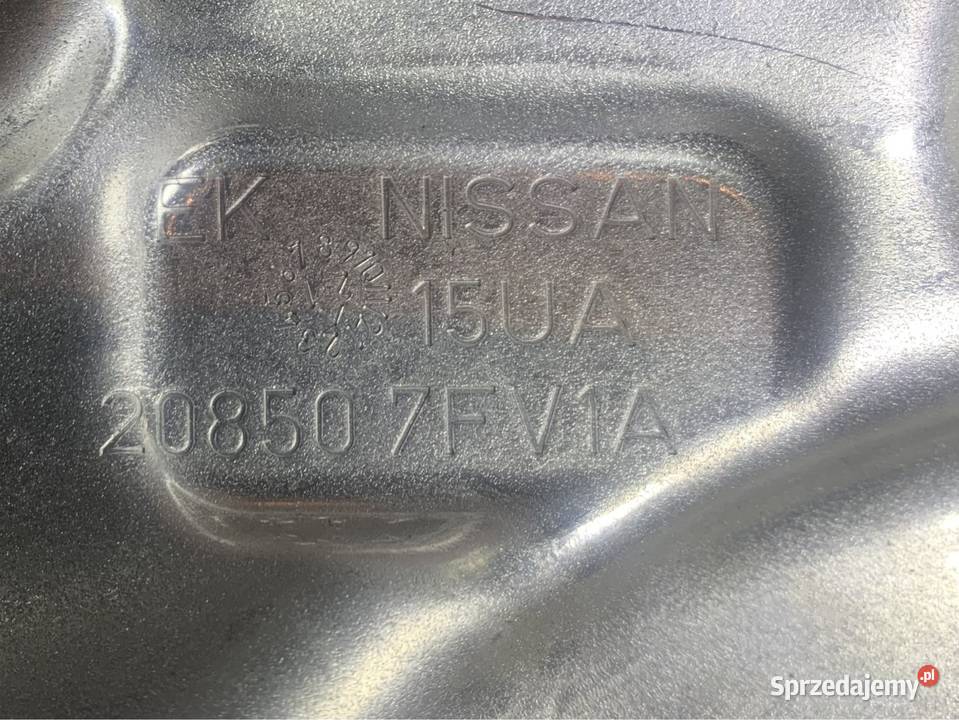 EK NISSAN
15UA
20850 7FV1A
Sprzedajemy.pl